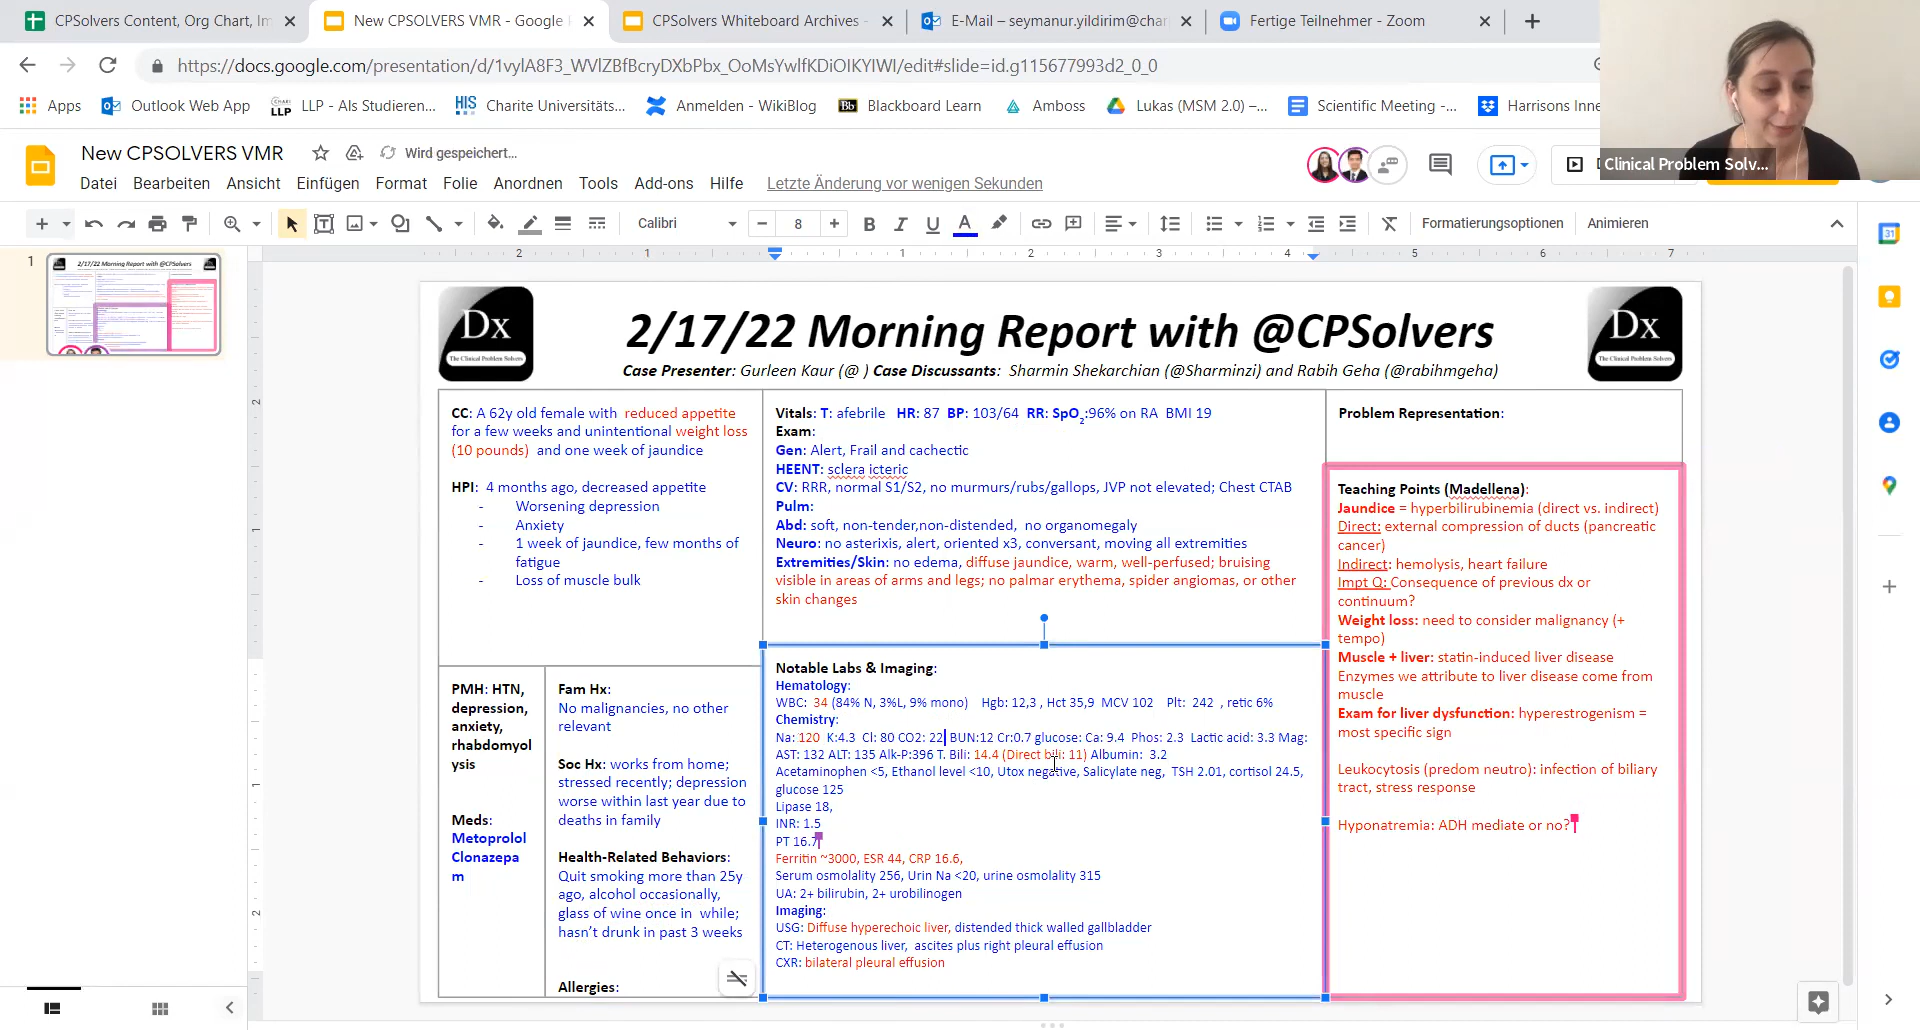 CPSolvers Content, Org Chart, Im
New CPSOLVERS VMR - Google
CPSolvers Whiteboard Archives -
E-Mail – seymanur.yildirim@char
Fertige Teilnehmer - Zoom
https://docs.google.com/presentation/d/1vylA8F3_WVlZBfBcryDXbPbx_OoMsYwlfKDiOIKYIWI/edit#slide=id.g115677993d2_0_0
Apps
Outlook Web App
LLP - Als Studieren...
Charite Universitäts...
Anmelden - WikiBlog
Blackboard Learn
Amboss
Lukas (MSM 2.0) –...
Scientific Meeting -...
Harrisons Inne
Clinical Problem Solv...
New CPSOLVERS VMR
Wird gespeichert…
Datei Bearbeiten Ansicht Einfügen Format Folie Anordnen Tools Add-ons Hilfe
Letzte Änderung vor wenigen Sekunden
Calibri
8
Formatierungsoptionen
Animieren
Dx
The Clinical Problem Solvers
2/17/22 Morning Report with @CPSolvers
Case Presenter: Gurleen Kaur (@ ) Case Discussants: Sharmin Shekarchian (@Sharminzi) and Rabih Geha (@rabihmgeha)
Dx
The Clinical Problem Solvers
CC: A 62y old female with reduced appetite
for a few weeks and unintentional weight loss
(10 pounds) and one week of jaundice
HPI: 4 months ago, decreased appetite
- Worsening depression
- Anxiety
- 1 week of jaundice, few months of
fatigue
- Loss of muscle bulk
PMH: HTN,
depression,
anxiety,
rhabdomyol
ysis
Meds:
Metoprolol
Clonazepa
m
Fam Hx:
No malignancies, no other
relevant
Soc Hx: works from home;
stressed recently; depression
worse within last year due to
deaths in family
Health-Related Behaviors:
Quit smoking more than 25y
ago, alcohol occasionally,
glass of wine once in while;
hasn't drunk in past 3 weeks
Allergies:
Vitals: T: afebrile HR: 87 BP: 103/64 RR: SpO2:96% on RA BMI 19
Exam:
Gen: Alert, Frail and cachectic
HEENT: sclera icteric
CV: RRR, normal S1/S2, no murmurs/rubs/gallops, JVP not elevated; Chest CTAB
Pulm:
Abd: soft, non-tender,non-distended, no organomegaly
Neuro: no asterixis, alert, oriented x3, conversant, moving all extremities
Extremities/Skin: no edema, diffuse jaundice, warm, well-perfused; bruising
visible in areas of arms and legs; no palmar erythema, spider angiomas, or other
skin changes
Notable Labs & Imaging:
Hematology:
WBC: 34 (84% N, 3%L, 9% mono) Hgb: 12,3 , Hct 35,9 MCV 102 Plt: 242 , retic 6%
Chemistry:
Na: 120 K:4.3 Cl: 80 CO2: 22 BUN:12 Cr:0.7 glucose: Ca: 9.4 Phos: 2.3 Lactic acid: 3.3 Mag:
AST: 132 ALT: 135 Alk-P:396 T. Bili: 14.4 (Direct bili: 11) Albumin: 3.2
Acetaminophen <5, Ethanol level <10, Utox negative, Salicylate neg, TSH 2.01, cortisol 24.5,
glucose 125
Lipase 18,
INR: 1.5
PT 16.7
Ferritin ~3000, ESR 44, CRP 16.6,
Serum osmolality 256, Urin Na <20, urine osmolality 315
UA: 2+ bilirubin, 2+ urobilinogen
Imaging:
USG: Diffuse hyperechoic liver, distended thick walled gallbladder
CT: Heterogenous liver, ascites plus right pleural effusion
CXR: bilateral pleural effusion
Problem Representation:
Teaching Points (Madellena):
Jaundice = hyperbilirubinemia (direct vs. indirect)
Direct: external compression of ducts (pancreatic
cancer)
Indirect: hemolysis, heart failure
Impt Q: Consequence of previous dx or
continuum?
Weight loss: need to consider malignancy (+
tempo)
Muscle + liver: statin-induced liver disease
Enzymes we attribute to liver disease come from
muscle
Exam for liver dysfunction: hyperestrogenism =
most specific sign
Leukocytosis (predom neutro): infection of biliary
tract, stress response
Hyponatremia: ADH mediate or no?